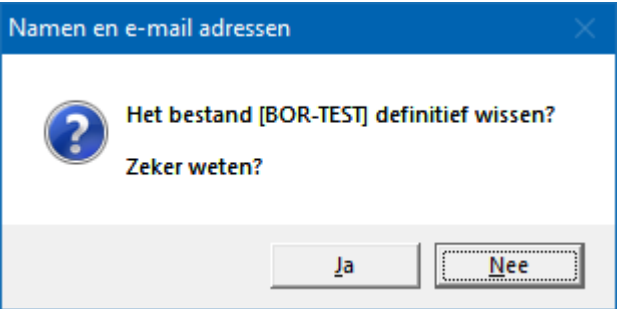 Namen en e-mail adressen
Het bestand [BOR-TEST] definitief wissen?
Zeker weten?
Ja
Nee